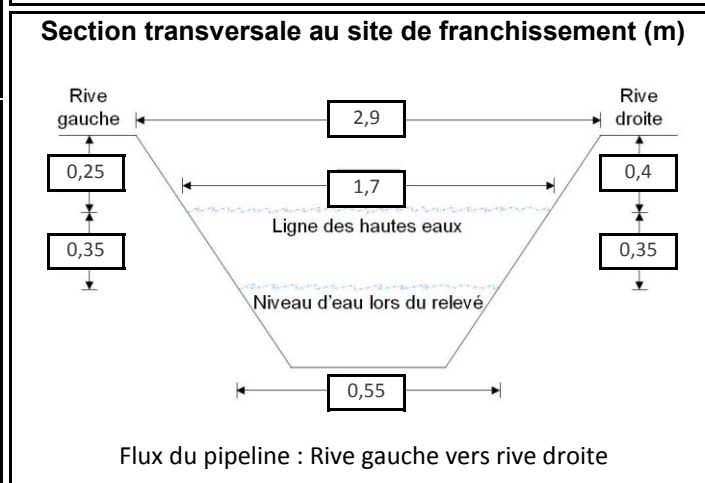 Section transversale au site de franchissement (m)
Rive
gauche
2,9
Rive
droite
0,25
1,7
0,4
Ligne des hautes eaux
0,35
0,35
Niveau d'eau lors du relevé
0,55
Flux du pipeline : Rive gauche vers rive droite